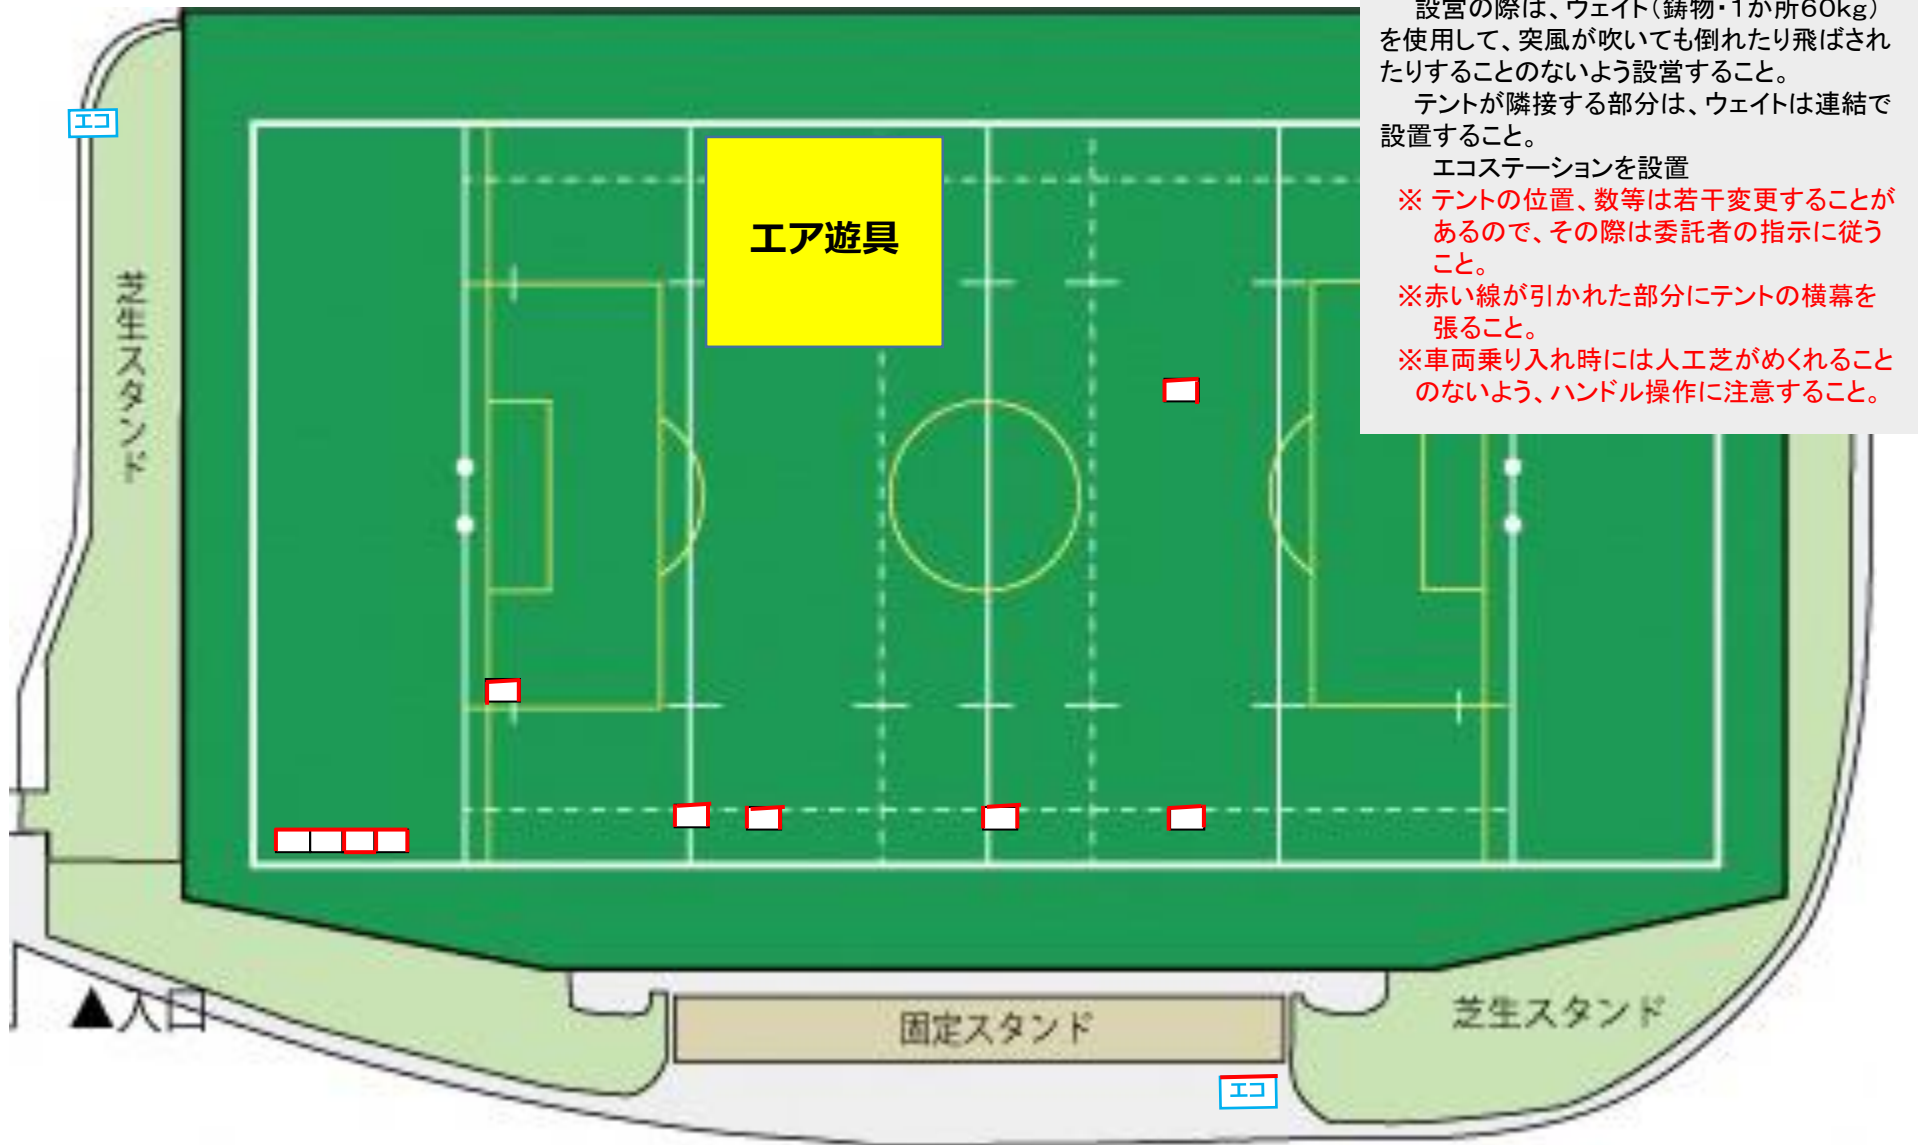 設営の際は、ウェイト(鋳物・1か所60kg)
を使用して、突風が吹いても倒れたり飛ばされ
たりすることのないよう設営すること。
テントが隣接する部分は、ウェイトは連結で
設置すること。
エコステーションを設置
※ テントの位置、数等は若干変更することが
あるので、その際は委託者の指示に従う
こと。
※赤い線が引かれた部分にテントの横幕を
張ること。
※車両乗り入れ時には人工芝がめくれること
のないよう、ハンドル操作に注意すること。
エコ
エア遊具
芝生スタンド
▲入口
固定スタンド
芝生スタンド
エコ